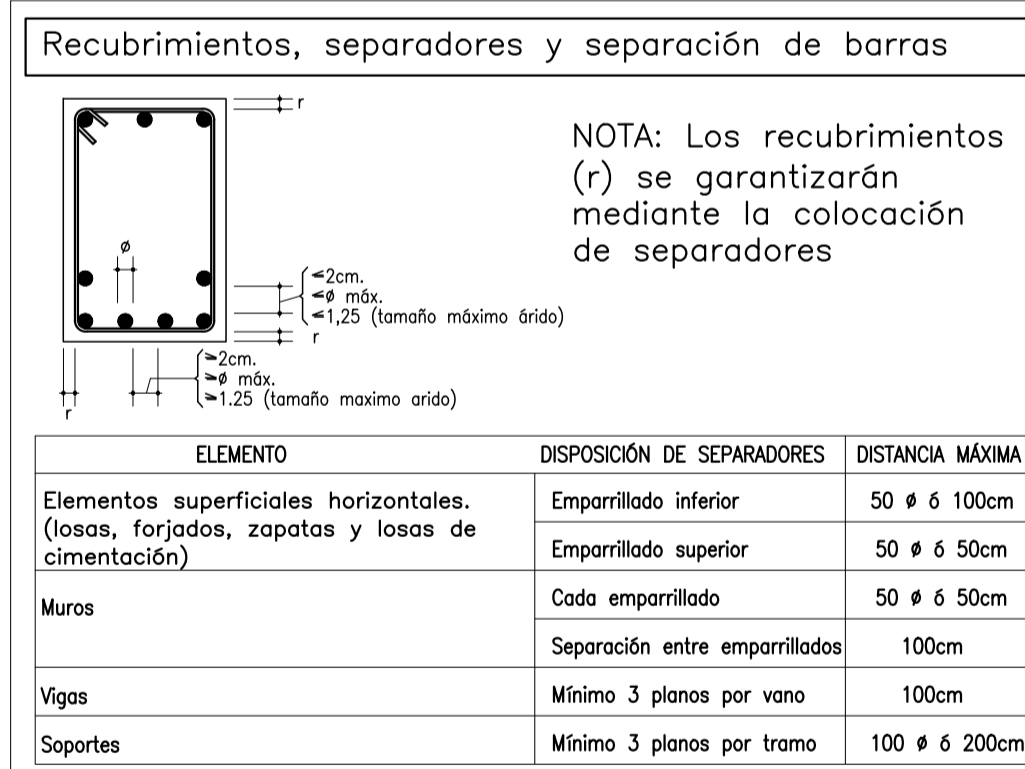 Recubrimientos, separadores y separación de barras
r
NOTA: Los recubrimientos
(r) se garantizarán
mediante la colocación
de separadores
ø
≤2cm.
≤ø máx.
≤1,25 (tamaño máximo árido)
r
≥2cm.
≥ø máx.
≥1.25 (tamaño maximo arido)
r
ELEMENTO DISPOSICIÓN DE SEPARADORES DISTANCIA MÁXIMA
Elementos superficiales horizontales.
(losas, forjados, zapatas y losas de
cimentación)
Emparrillado inferior 50 ø ó 100cm
Emparrillado superior 50 ø ó 50cm
Muros
Cada emparrillado 50 ø ó 50cm
Separación entre emparrillados 100cm
Vigas Mínimo 3 planos por vano 100cm
Soportes Mínimo 3 planos por tramo 100 ø ó 200cm